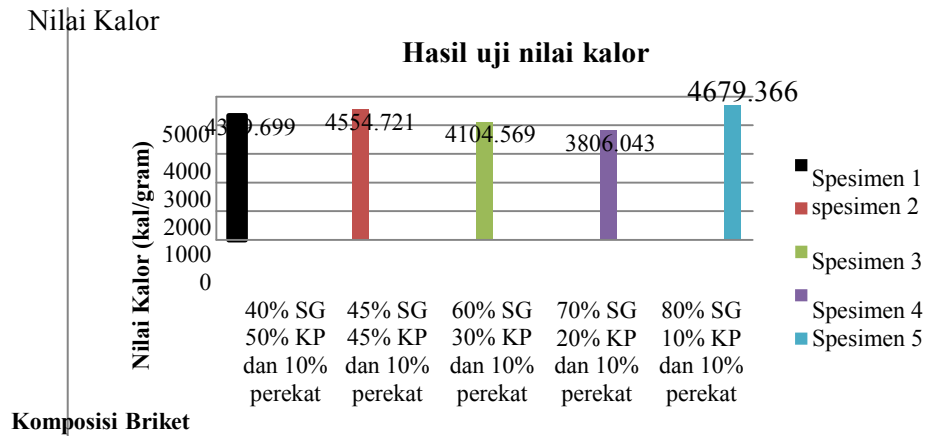 Nilai Kalor
Hasil uji nilai kalor
Nilai Kalor (kal/gram)
5000
4000
3000
2000
1000
0
4554.721
4104.569
3806.043
4679.366
40% SG
50% KP
dan 10%
perekat
45% SG
45% KP
dan 10%
perekat
60% SG
30% KP
dan 10%
perekat
70% SG
20% KP
dan 10%
perekat
80% SG
10% KP
dan 10%
perekat
Spesimen 1
spesimen 2
Spesimen 3
Spesimen 4
Spesimen 5
Komposisi Briket